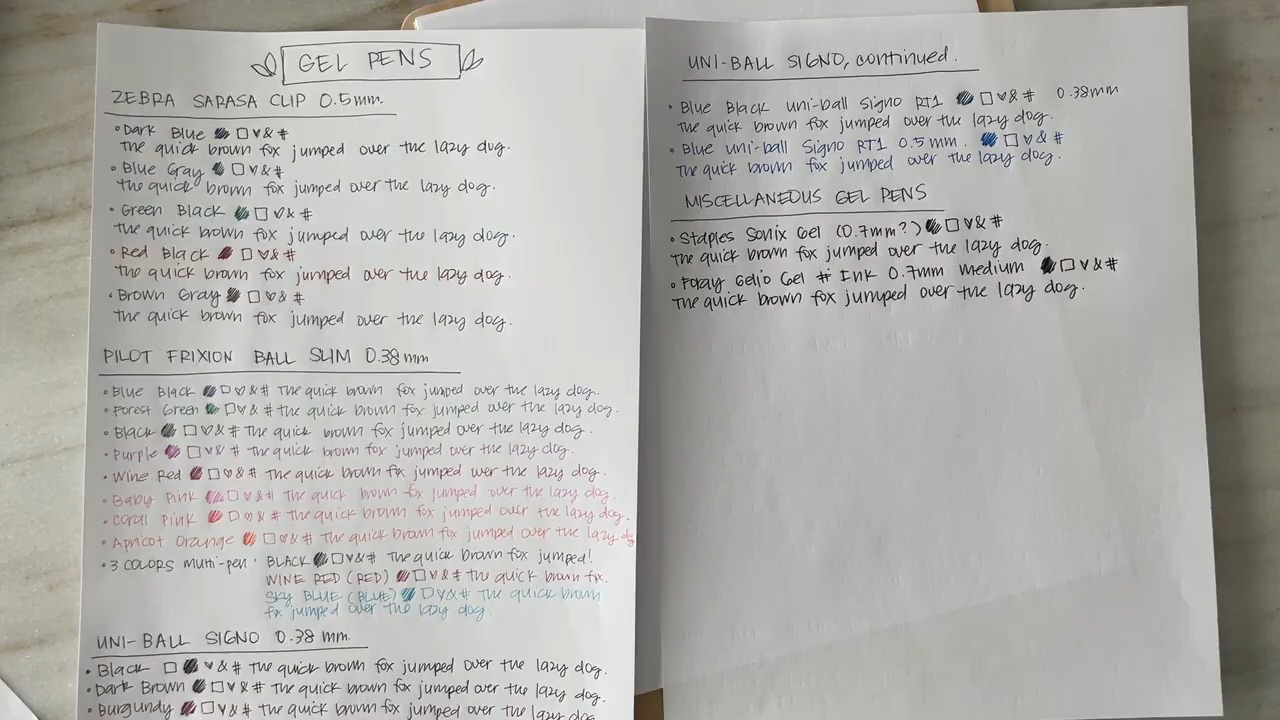 GEL PENS
ZEBRA SARASA CLIP 0.5mm
• Dark Blue □ ♥ & #
The quick brown fox jumped over the lazy dog.
• Blue Gray □ ♥ & #
The quick brown fox jumped over the lazy dog.
• Green Black □ ♥ & #
The quick brown fox jumped over the lazy dog.
• Red Black □ ♥ & #
The quick brown fox jumped over the lazy dog.
• Brown Gray □ ♥ & #
The quick brown fox jumped over the lazy dog.
PILOT FRIXION BALL SLIM 0.38mm
• Blue Black □ ♥ & # The quick brown fox jumped over the lazy dog.
• Forest Green □ ♥ & # The quick brown fox jumped over the lazy dog.
• Black □ ♥ & # The quick brown fox jumped over the lazy dog.
• Purple □ ♥ & # The quick brown fox jumped over the lazy dog.
• Wine Red □ ♥ & # The quick brown fox jumped over the lazy dog.
• Baby Pink □ ♥ & # The quick brown fox jumped over the lazy dog.
• Coral Pink □ ♥ & # The quick brown fox jumped over the lazy dog.
• Apricot Orange □ ♥ & # The quick brown fox jumped over the lazy dog
• 3 COLORS multi-pen • BLACK □ ♥ & # The quick brown fox jumped!
WINE RED (RED) □ ♥ & # The quick brown fox.
SKY BLUE (BLUE) □ ♥ & # The quick brown
fox jumped over the lazy dog.
UNI-BALL SIGNO 0.38 mm
• Black □ ♥ & # The quick brown fox jumped over the lazy dog.
• Dark Brown □ ♥ & # The quick brown fox jumped over the lazy dog.
• Burgundy □ ♥ & # The quick brown fox jumped over the lazy dog
UNI-BALL SIGNO, continued.
• Blue Black uni-ball Signo RT1 □ ♥ & # 0.38mm
The quick brown fox jumped over the lazy dog.
• Blue uni-ball Signo RT1 0.5mm. □ ♥ & #
The quick brown fox jumped over the lazy dog.
MISCELLANEOUS GEL PENS
• Staples Sonix Gel (0.7mm?) □ ♥ & #
The quick brown fox jumped over the lazy dog.
• Foray Gelio Gel # Ink 0.7mm medium □ ♥ & #
The quick brown fox jumped over the lazy dog.